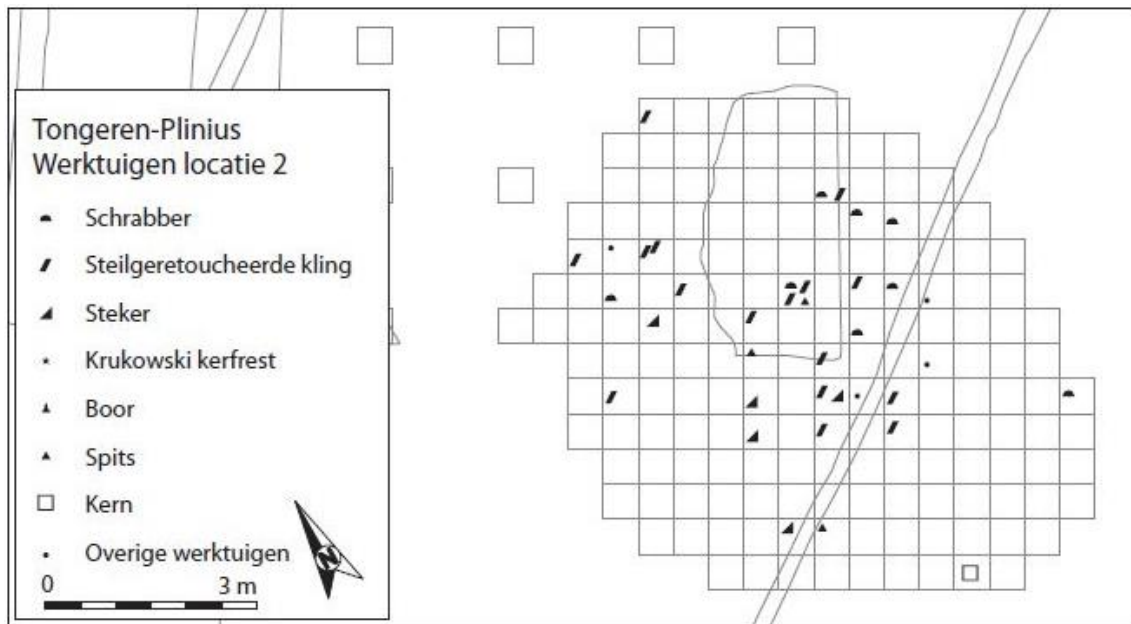 Tongeren-Plinius
Werktuigen locatie 2
Schrabber
Steilgeretoucheerde kling
Steker
Krukowski kerfrest
Boor
Spits
Kern
Overige werktuigen
N
0 3 m